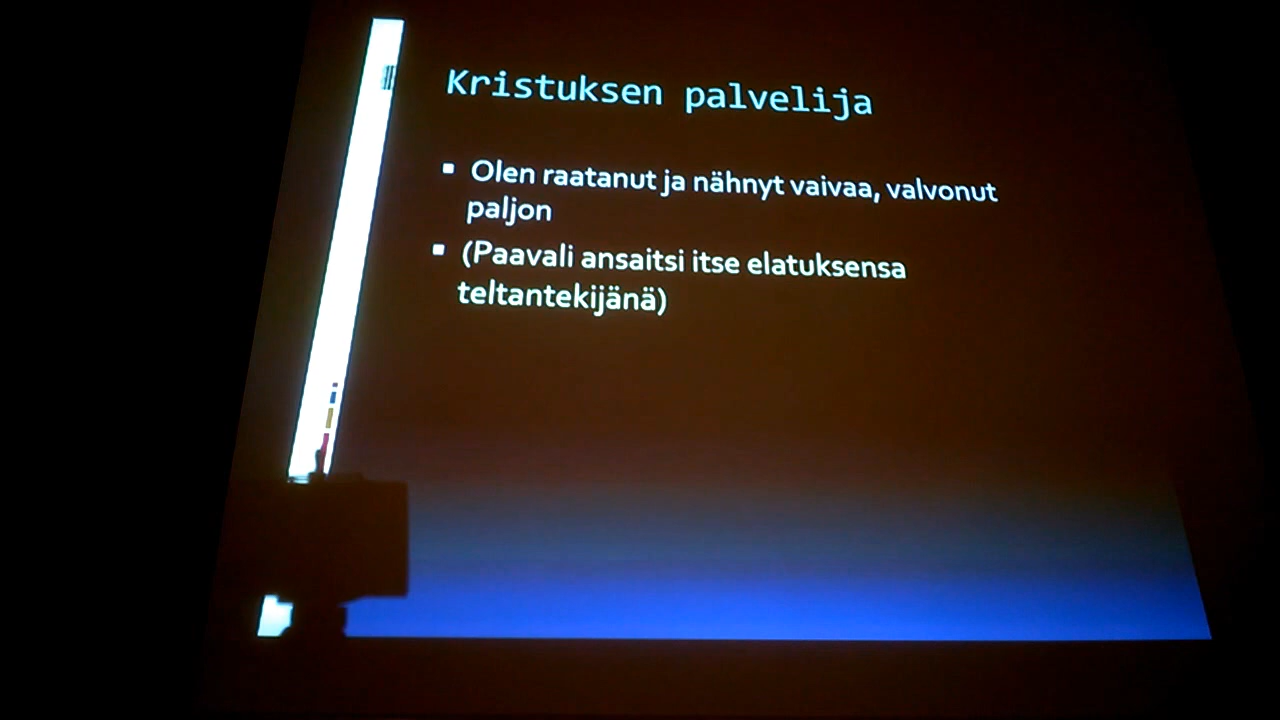 Kristuksen palvelija
▪ Olen raatanut ja nähnyt vaivaa, valvonut
paljon
▪ (Paavali ansaitsi itse elatuksensa
teltantekijänä)